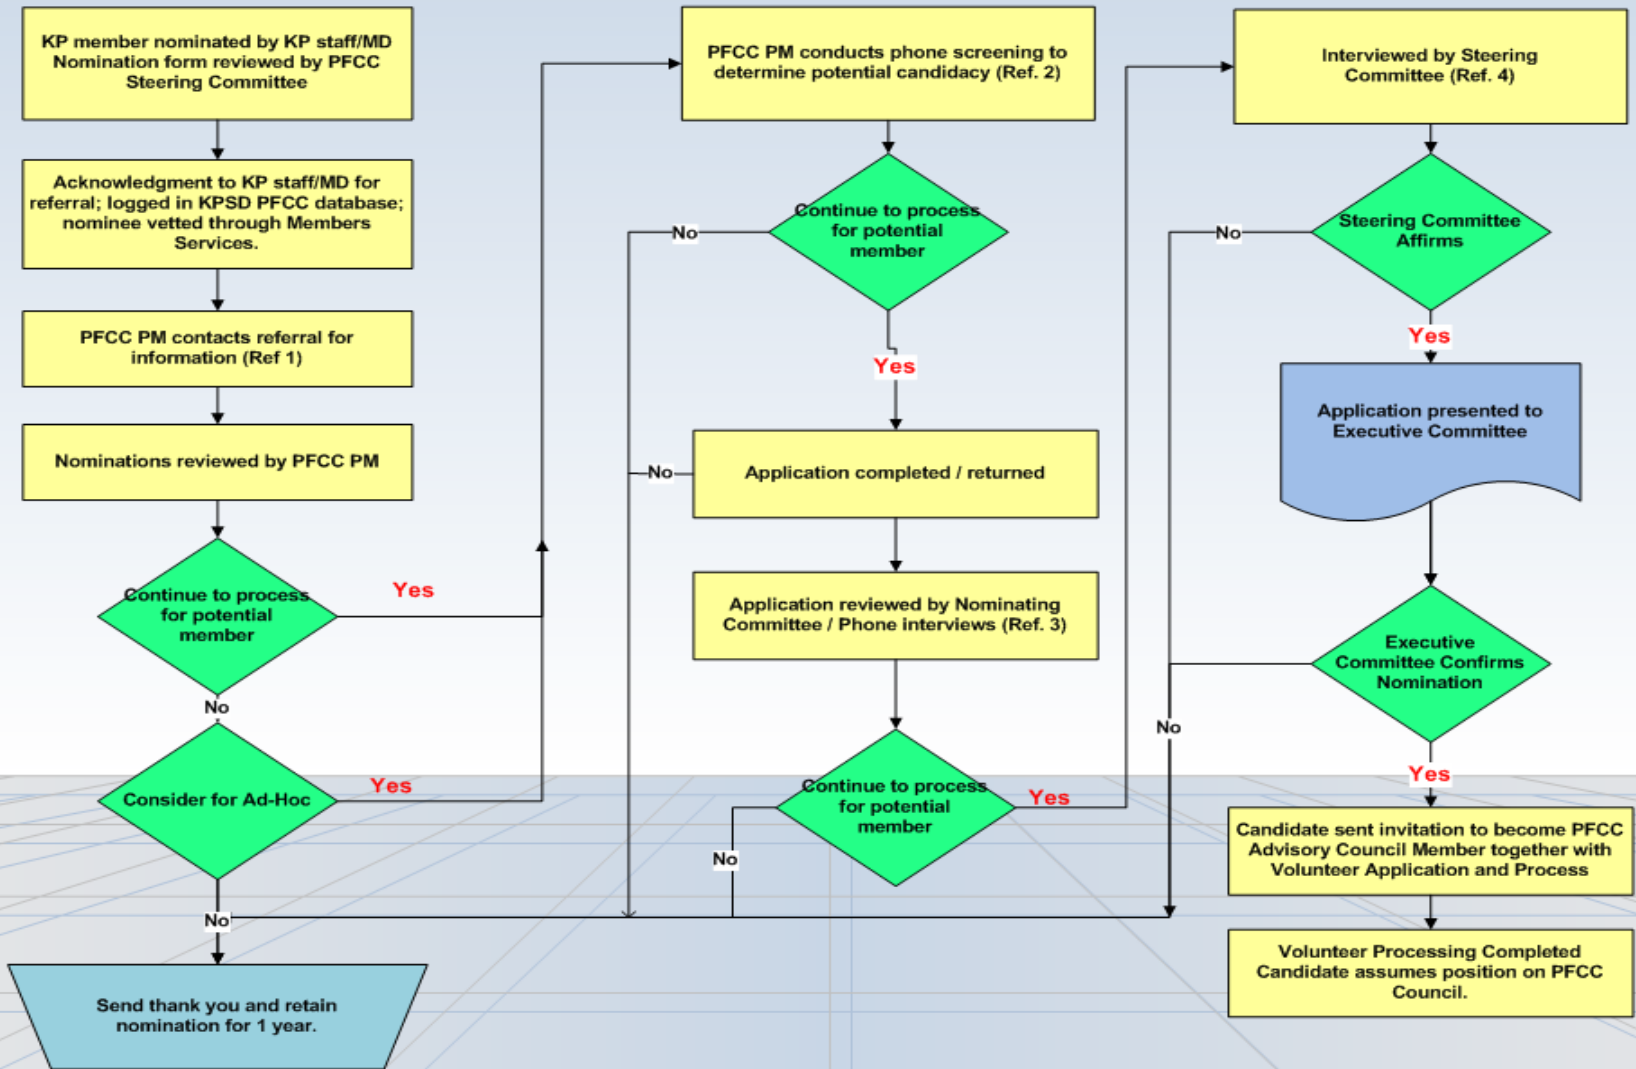 KP member nominated by KP staff/MD
Nomination form reviewed by PFCC
Steering Committee
Acknowledgment to KP staff/MD for
referral; logged in KPSD PFCC database;
nominee vetted through Members
Services.
PFCC PM contacts referral for
information (Ref 1)
Nominations reviewed by PFCC PM
Continue to process
for potential
member
Yes
No
Consider for Ad-Hoc
Yes
No
Send thank you and retain
nomination for 1 year.
PFCC PM conducts phone screening to
determine potential candidacy (Ref. 2)
Continue to process
for potential
member
No
Yes
Application completed / returned
No
Application reviewed by Nominating
Committee / Phone interviews (Ref. 3)
Continue to process
for potential
member
Yes
No
Interviewed by Steering
Committee (Ref. 4)
Steering Committee
Affirms
No
Yes
Application presented to
Executive Committee
Executive
Committee Confirms
Nomination
No
Yes
Candidate sent invitation to become PFCC
Advisory Council Member together with
Volunteer Application and Process
Volunteer Processing Completed
Candidate assumes position on PFCC
Council.